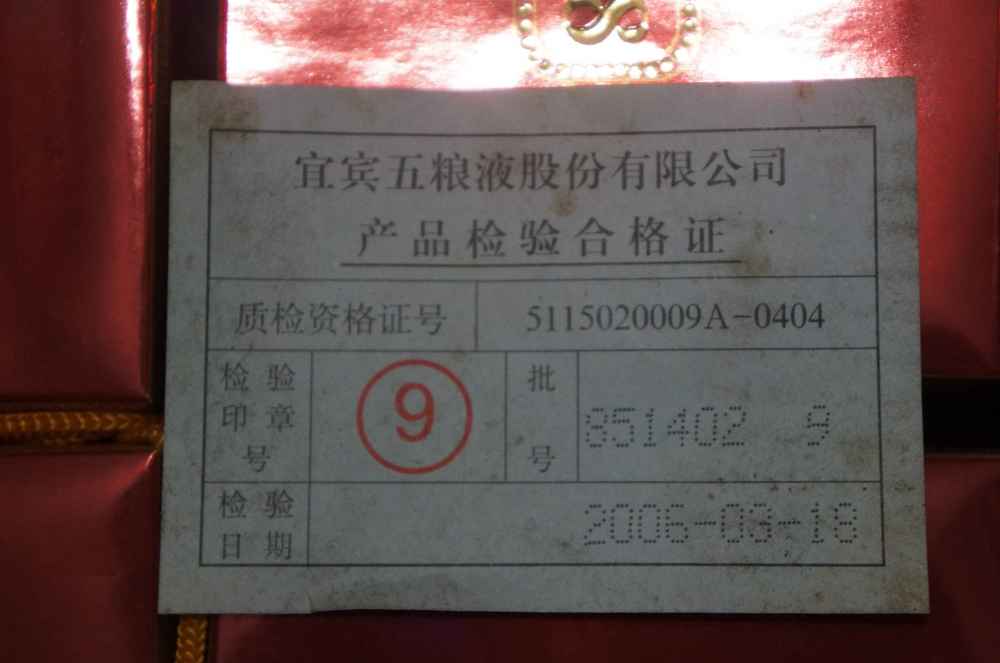 宜宾五粮液股份有限公司
产品检验合格证
质检资格证号 5115020009A-0404
检验印章号 9 批号 851402 9
检验日期 2006-03-18